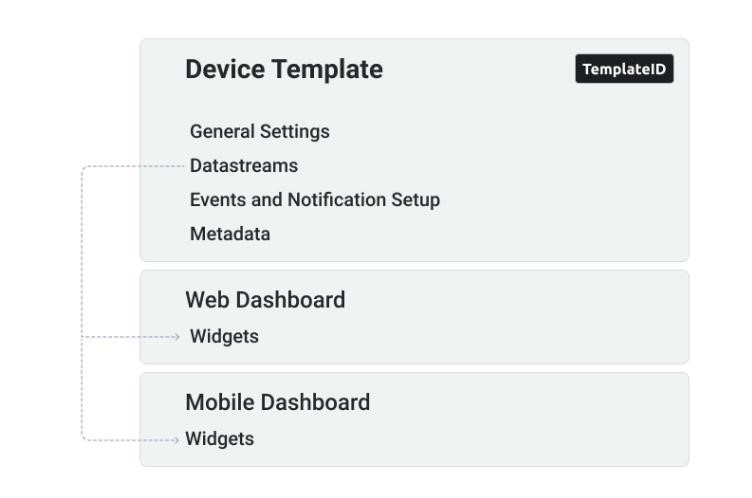 Device Template
TemplateID
General Settings
Datastreams
Events and Notification Setup
Metadata
Web Dashboard
Widgets
Mobile Dashboard
Widgets